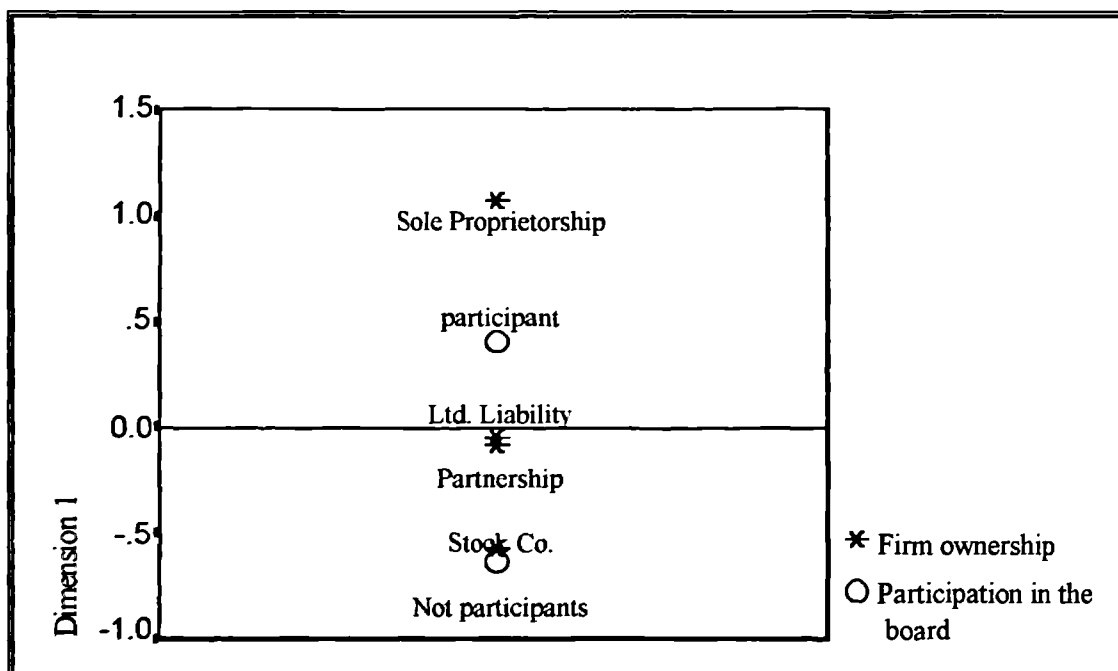 1.5
1.0
Sole Proprietorship
.5
participant
Ltd. Liability
0.0
Partnership
-.5
Stock Co.
Not participants
-1.0
Dimension 1
Firm ownership
Participation in the
board